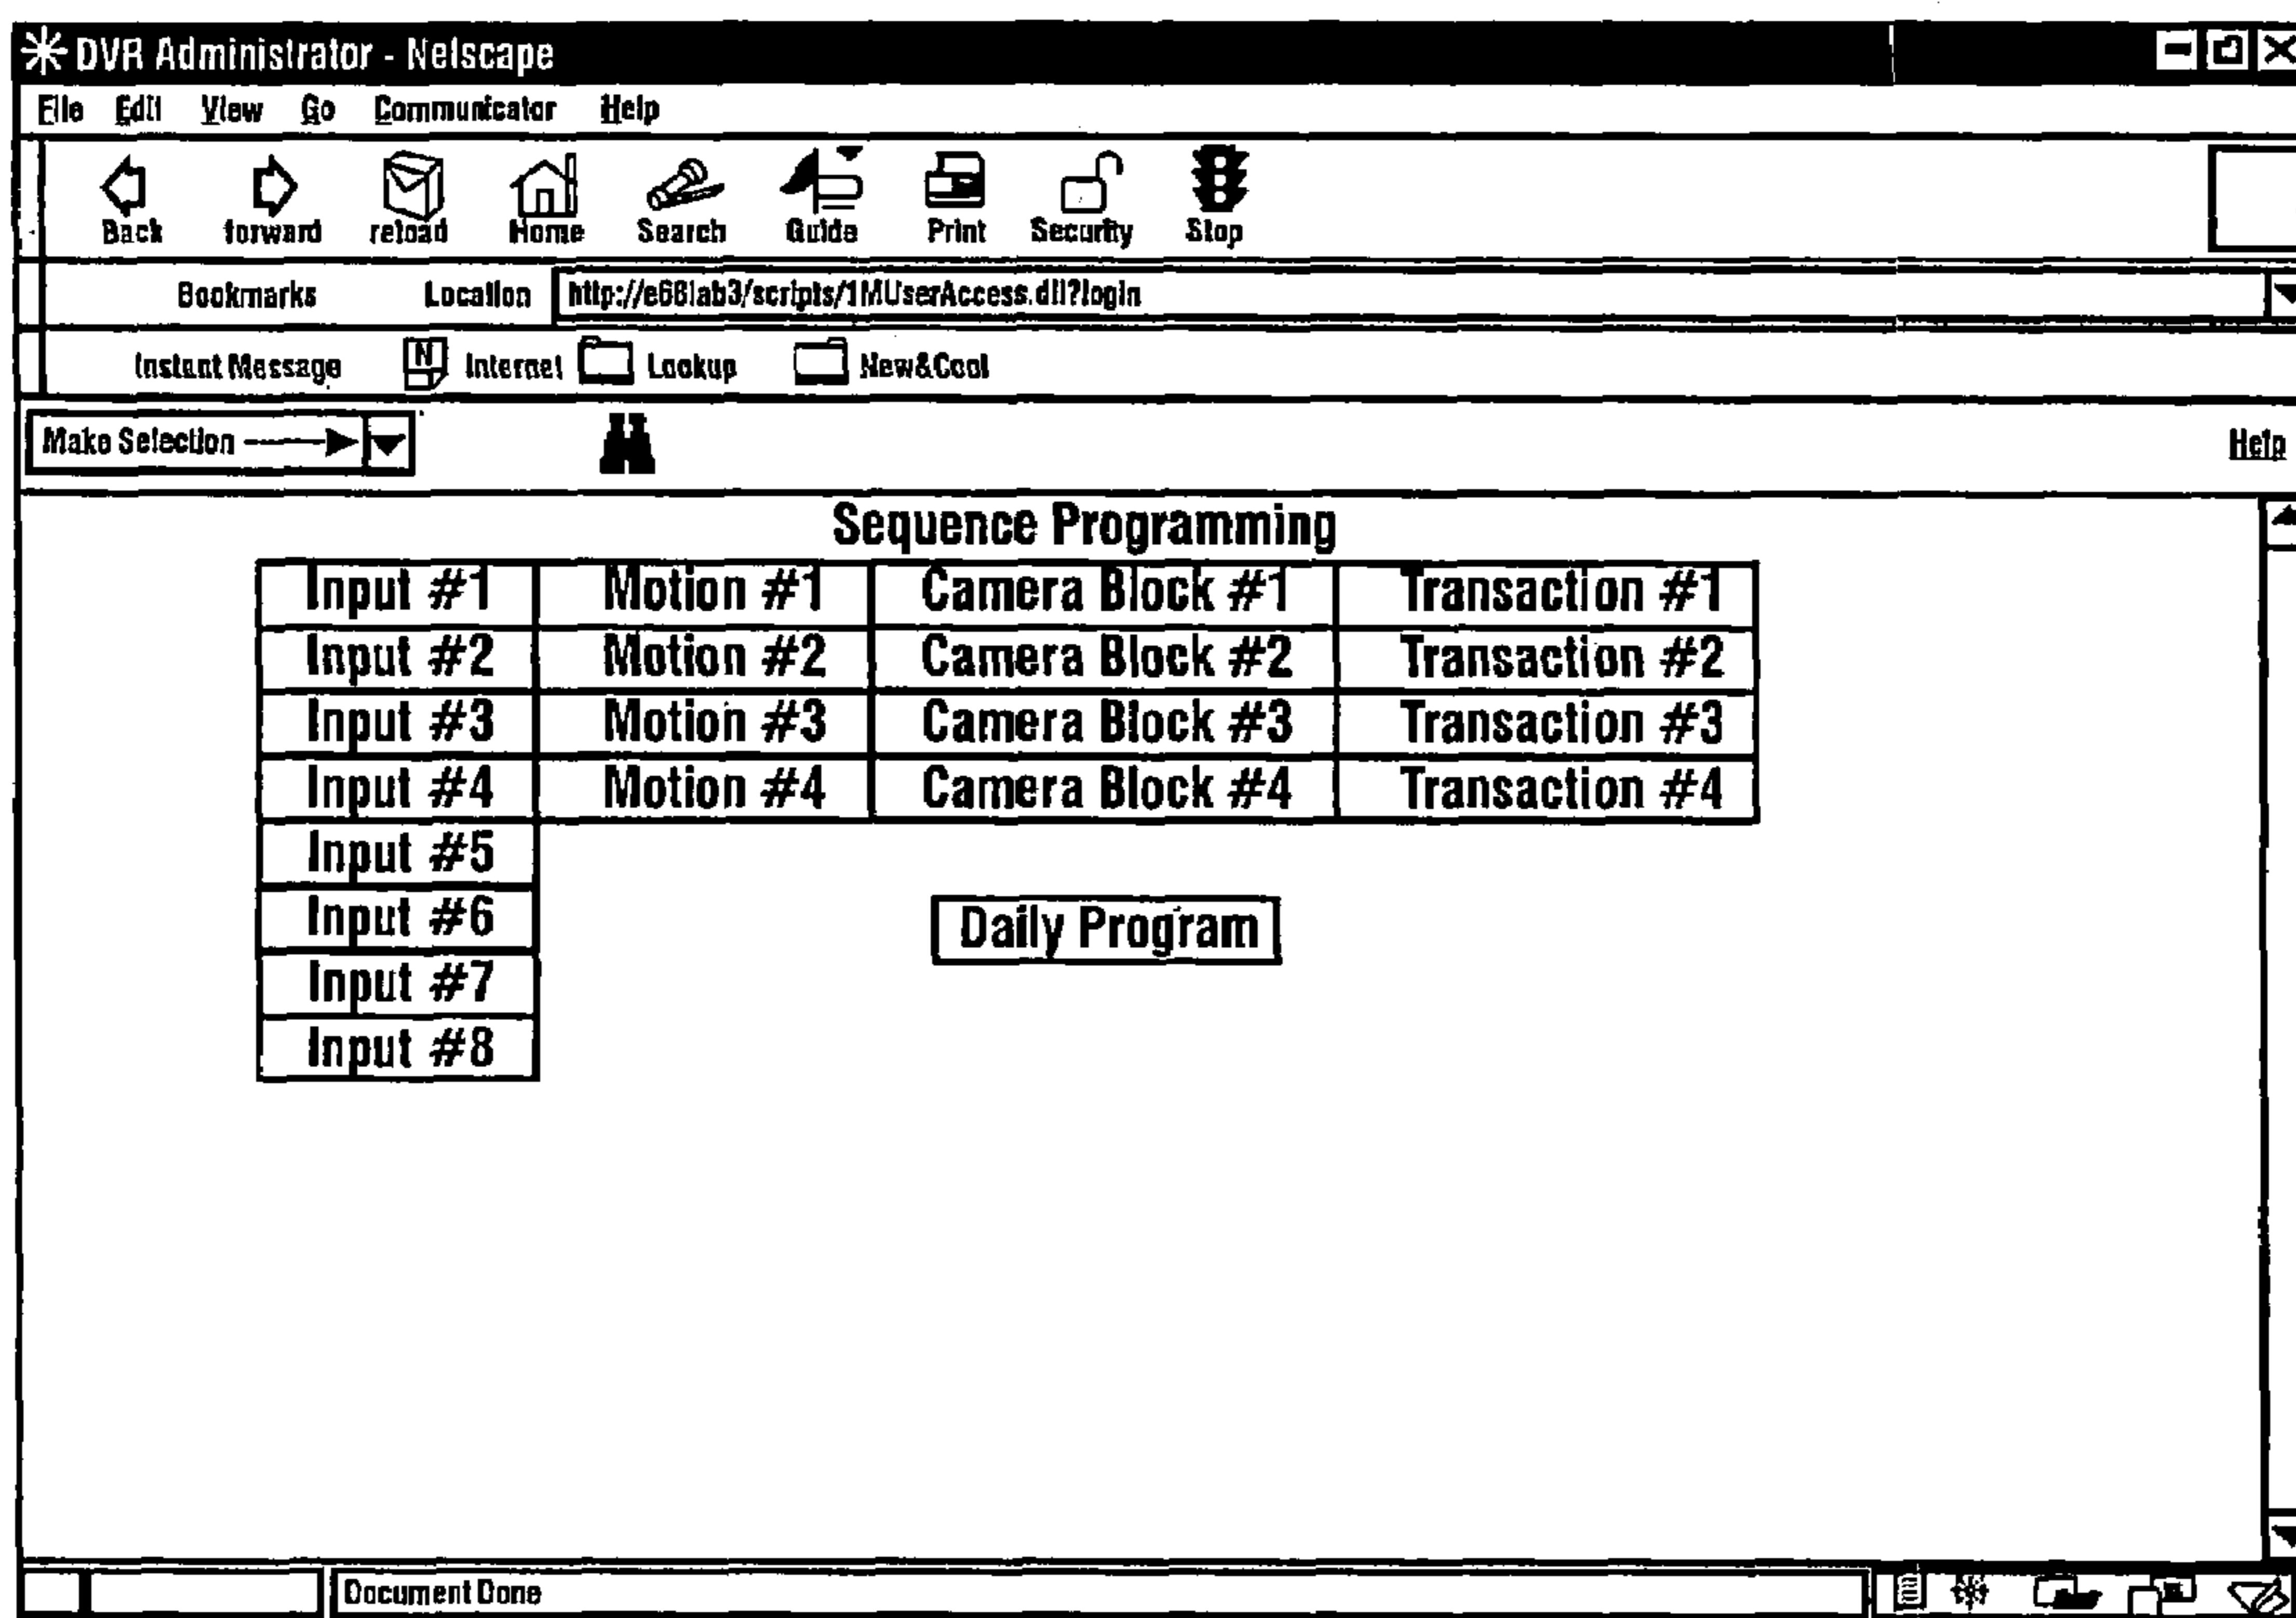 DVR Administrator - Netscape
File Edit View Go Communicator Help
Back forward reload Home Search Guide Print Security Stop
Bookmarks Location http://e68lab3/scripts/1MUserAccess.dll?login
Instant Message N Internet Lookup New&Cool
Make Selection Help
Sequence Programming
Input #1 Motion #1 Camera Block #1 Transaction #1
Input #2 Motion #2 Camera Block #2 Transaction #2
Input #3 Motion #3 Camera Block #3 Transaction #3
Input #4 Motion #4 Camera Block #4 Transaction #4
Input #5
Input #6 Daily Program
Input #7
Input #8
Document Done